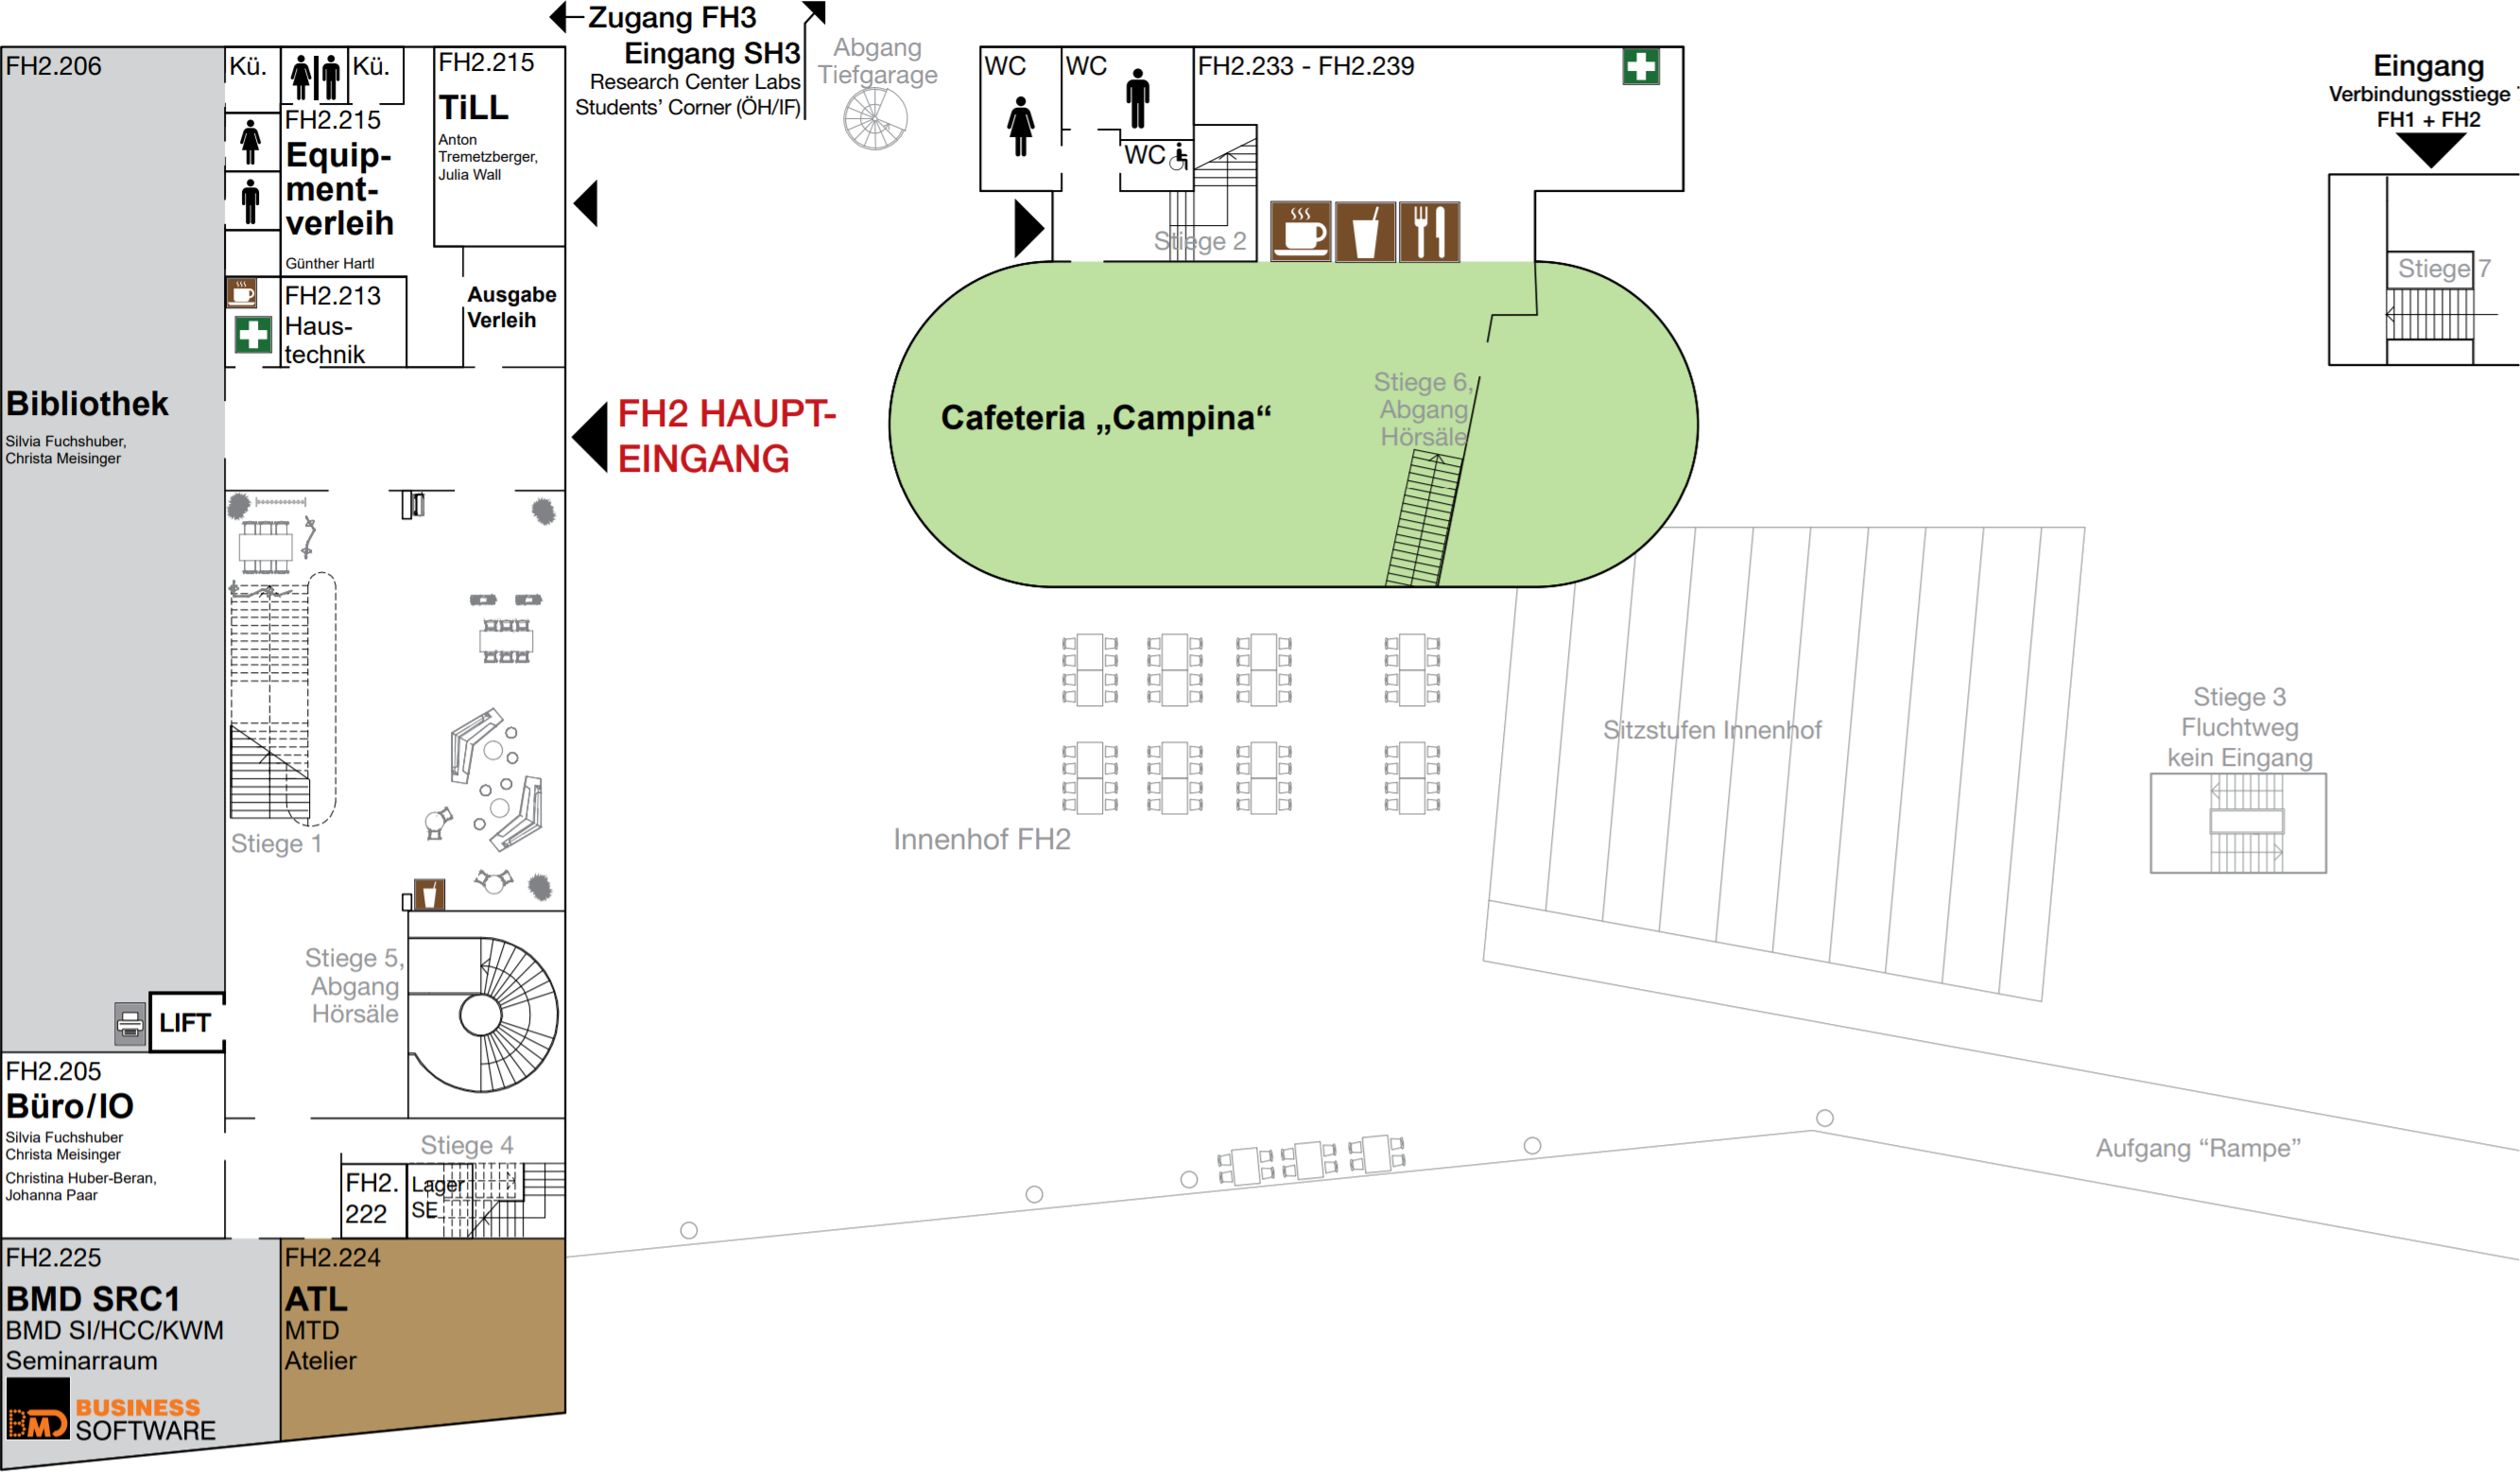 Zugang FH3
Eingang SH3
Research Center Labs
Students’ Corner (ÖH/IF)
Abgang
Tiefgarage
FH2.206
Bibliothek
Silvia Fuchshuber,
Christa Meisinger
Kü.
Kü.
FH2.215
Equip-
ment-
verleih
Günther Hartl
FH2.215
TiLL
Anton
Tremetzberger,
Julia Wall
FH2.213
Haus-
technik
Ausgabe
Verleih
FH2 HAUPT-
EINGANG
WC
WC
WC
FH2.233 - FH2.239
Stiege 2
Cafeteria „Campina“
Stiege 6,
Abgang
Hörsäle
Eingang
Verbindungsstiege
FH1 + FH2
Stiege 7
Stiege 1
Innenhof FH2
Sitzstufen Innenhof
Stiege 3
Fluchtweg
kein Eingang
Stiege 5,
Abgang
Hörsäle
LIFT
FH2.205
Büro/IO
Silvia Fuchshuber
Christa Meisinger
Christina Huber-Beran,
Johanna Paar
Stiege 4
FH2.
222
Lager
SE
Aufgang “Rampe”
FH2.225
BMD SRC1
BMD SI/HCC/KWM
Seminarraum
BMD
BUSINESS
SOFTWARE
FH2.224
ATL
MTD
Atelier